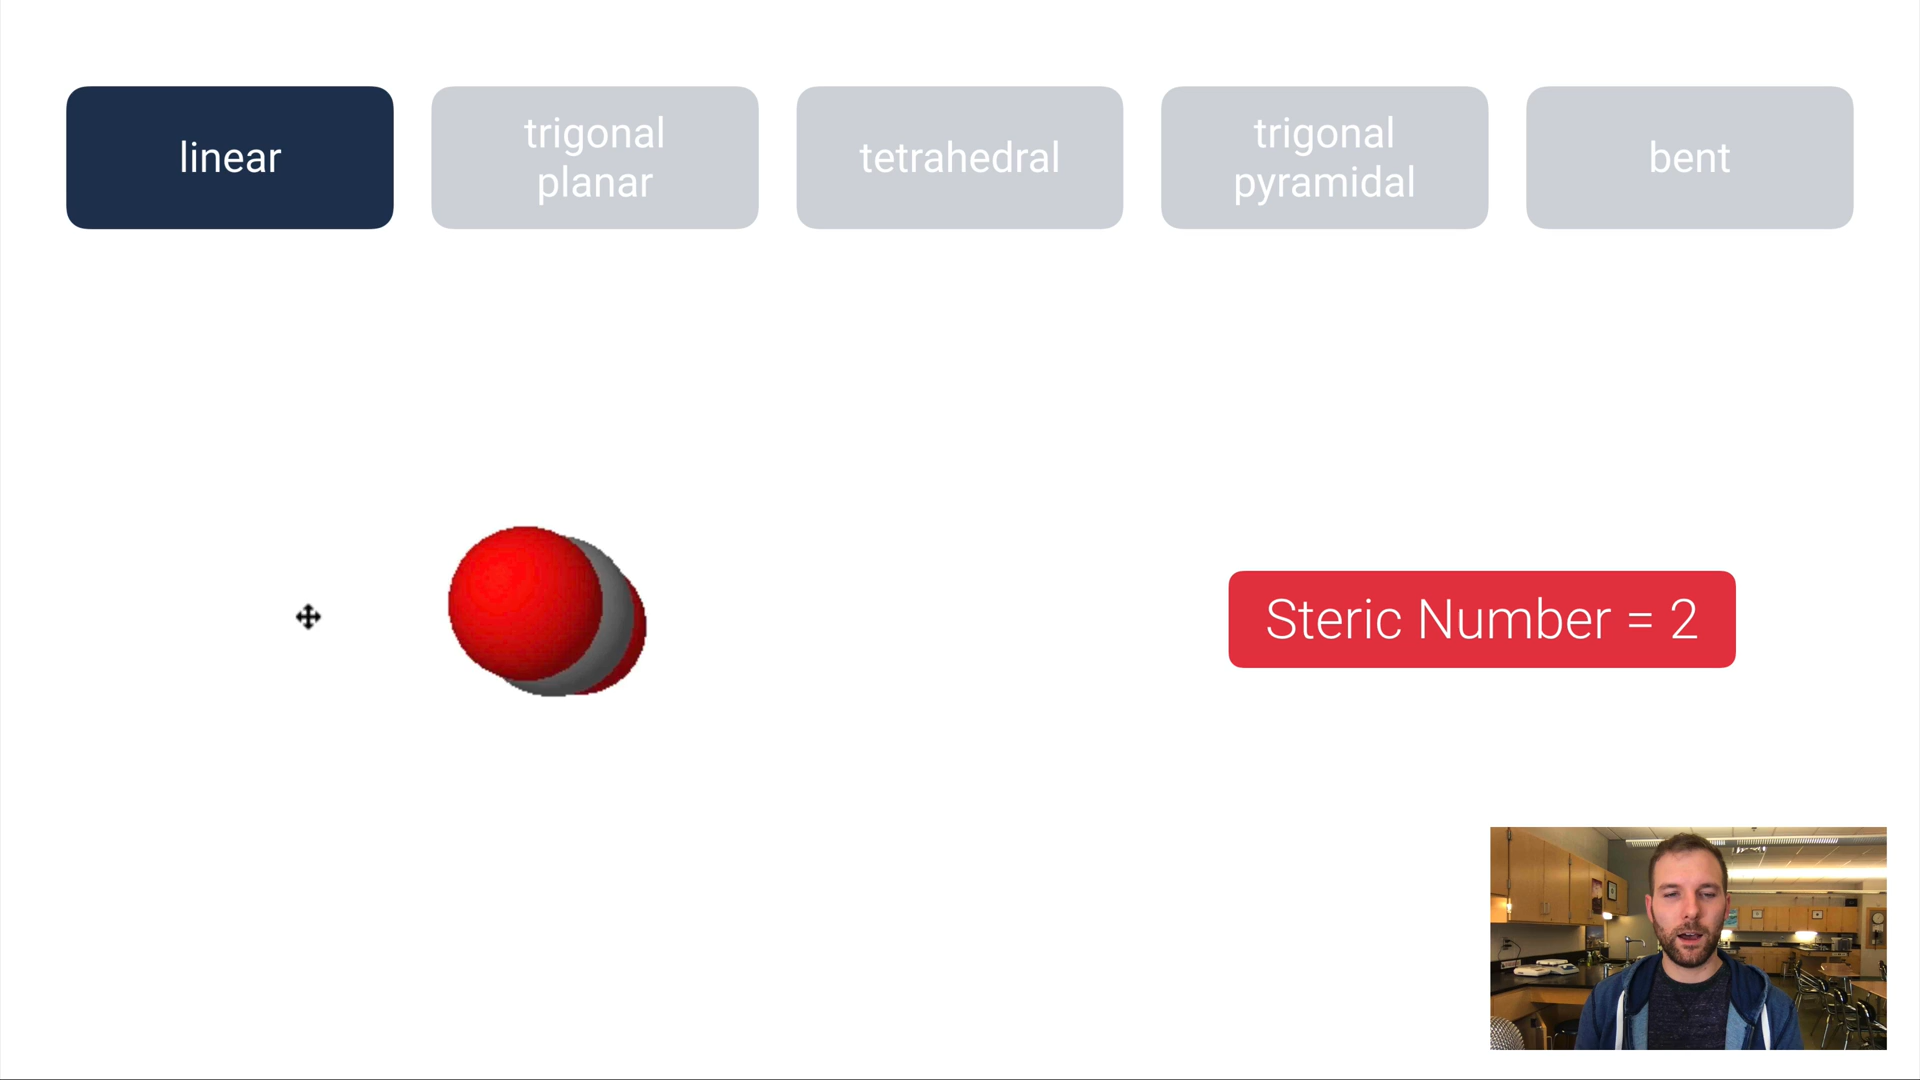 linear
trigonal
planar
tetrahedral
trigonal
pyramidal
bent
Steric Number = 2